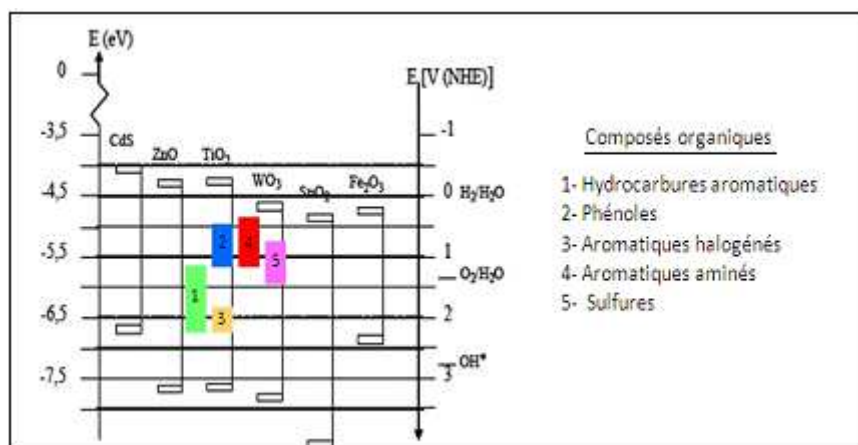 E (eV)
0
E [V (NHE)]
-3,5
-1
CdS
ZnO
TiO2
WO3
SnO2
Fe2O3
-4,5
0
H2/H2O
-5,5
1
O2/H2O
-6,5
2
OH*
-7,5
3
1
2
3
4
5
Composés organiques
1- Hydrocarbures aromatiques
2- Phénoles
3- Aromatiques halogénés
4- Aromatiques aminés
5- Sulfures